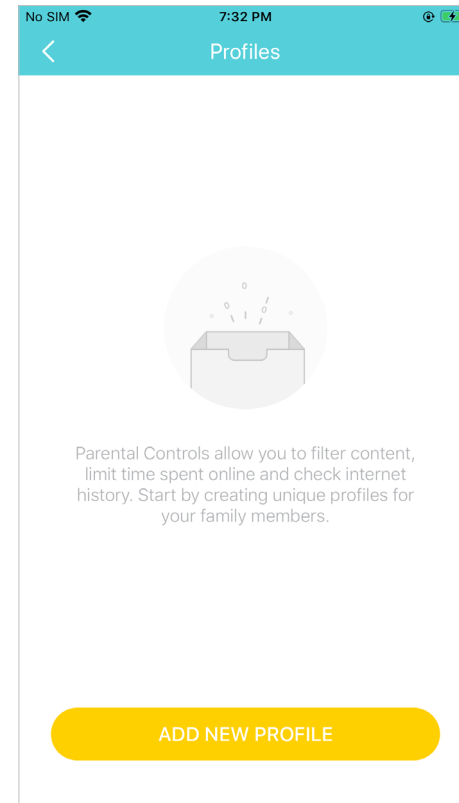 No SIM 7:32 PM
Profiles
Parental Controls allow you to filter content,
limit time spent online and check internet
history. Start by creating unique profiles for
your family members.
ADD NEW PROFILE